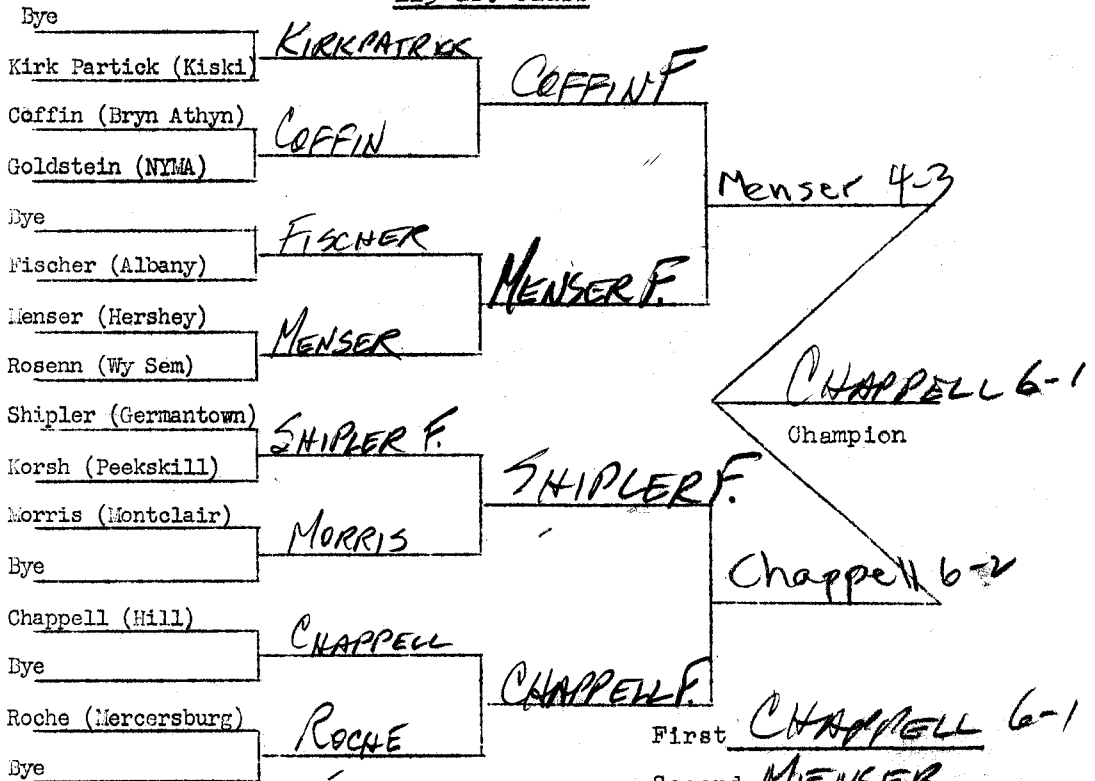 Bye
KIRKPATRICK
Kirk Partick (Kiski)
COFFIN F
Coffin (Bryn Athyn)
COFFIN
Goldstein (NYMA)
Menser 4-3
Bye
FISCHER
Fischer (Albany)
MENSER F.
Menser (Hershey)
MENSER
Rosenn (Wy Sem)
CHAPPELL 6-1
Shipler (Germantown)
SHIPLER F.
Champion
Korsh (Peekskill)
SHIPLER F.
Morris (Montclair)
MORRIS
Bye
Chappell 6-2
Chappell (Hill)
CHAPPELL
Bye
CHAPPELL F.
Roche (Mercersburg)
ROCHE
First CHAPPELL 6-1
Bye
Second MENSER